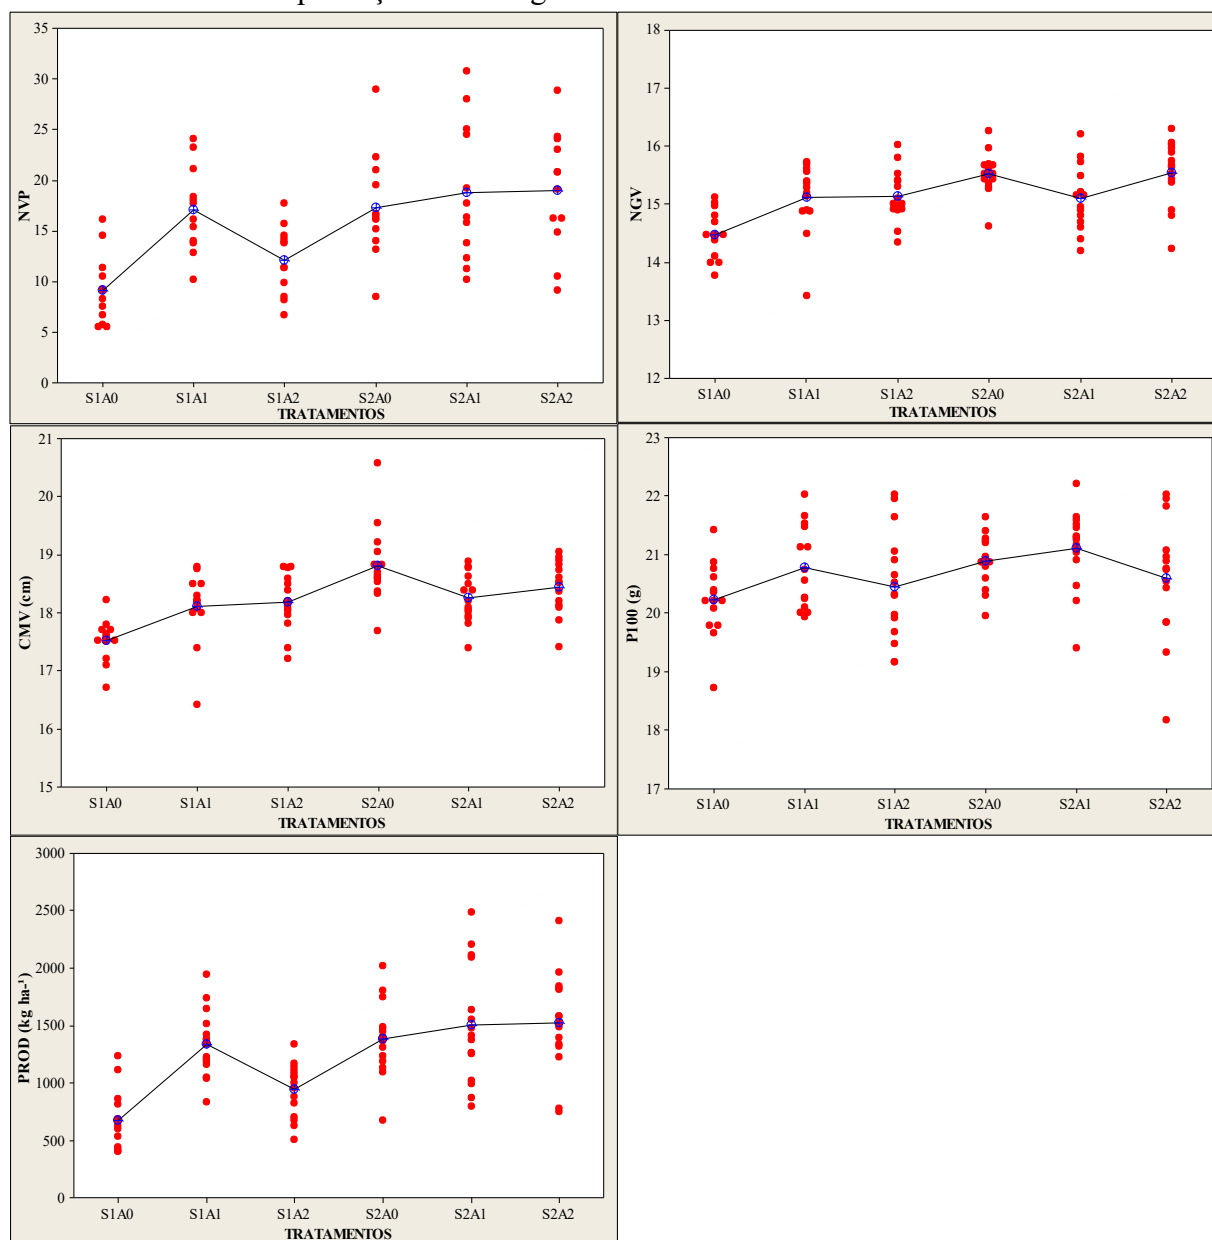 35
30
25
20
15
10
5
0
NVP
S1A0 S1A1 S1A2 S2A0 S2A1 S2A2
TRATAMENTOS
18
17
16
15
14
13
12
NGV
S1A0 S1A1 S1A2 S2A0 S2A1 S2A2
TRATAMENTOS
21
20
19
18
17
16
15
CMV (cm)
S1A0 S1A1 S1A2 S2A0 S2A1 S2A2
TRATAMENTOS
23
22
21
20
19
18
17
P100 (g)
S1A0 S1A1 S1A2 S2A0 S2A1 S2A2
TRATAMENTOS
3000
2500
2000
1500
1000
500
0
PROD (kg ha-¹)
S1A0 S1A1 S1A2 S2A0 S2A1 S2A2
TRATAMENTOS